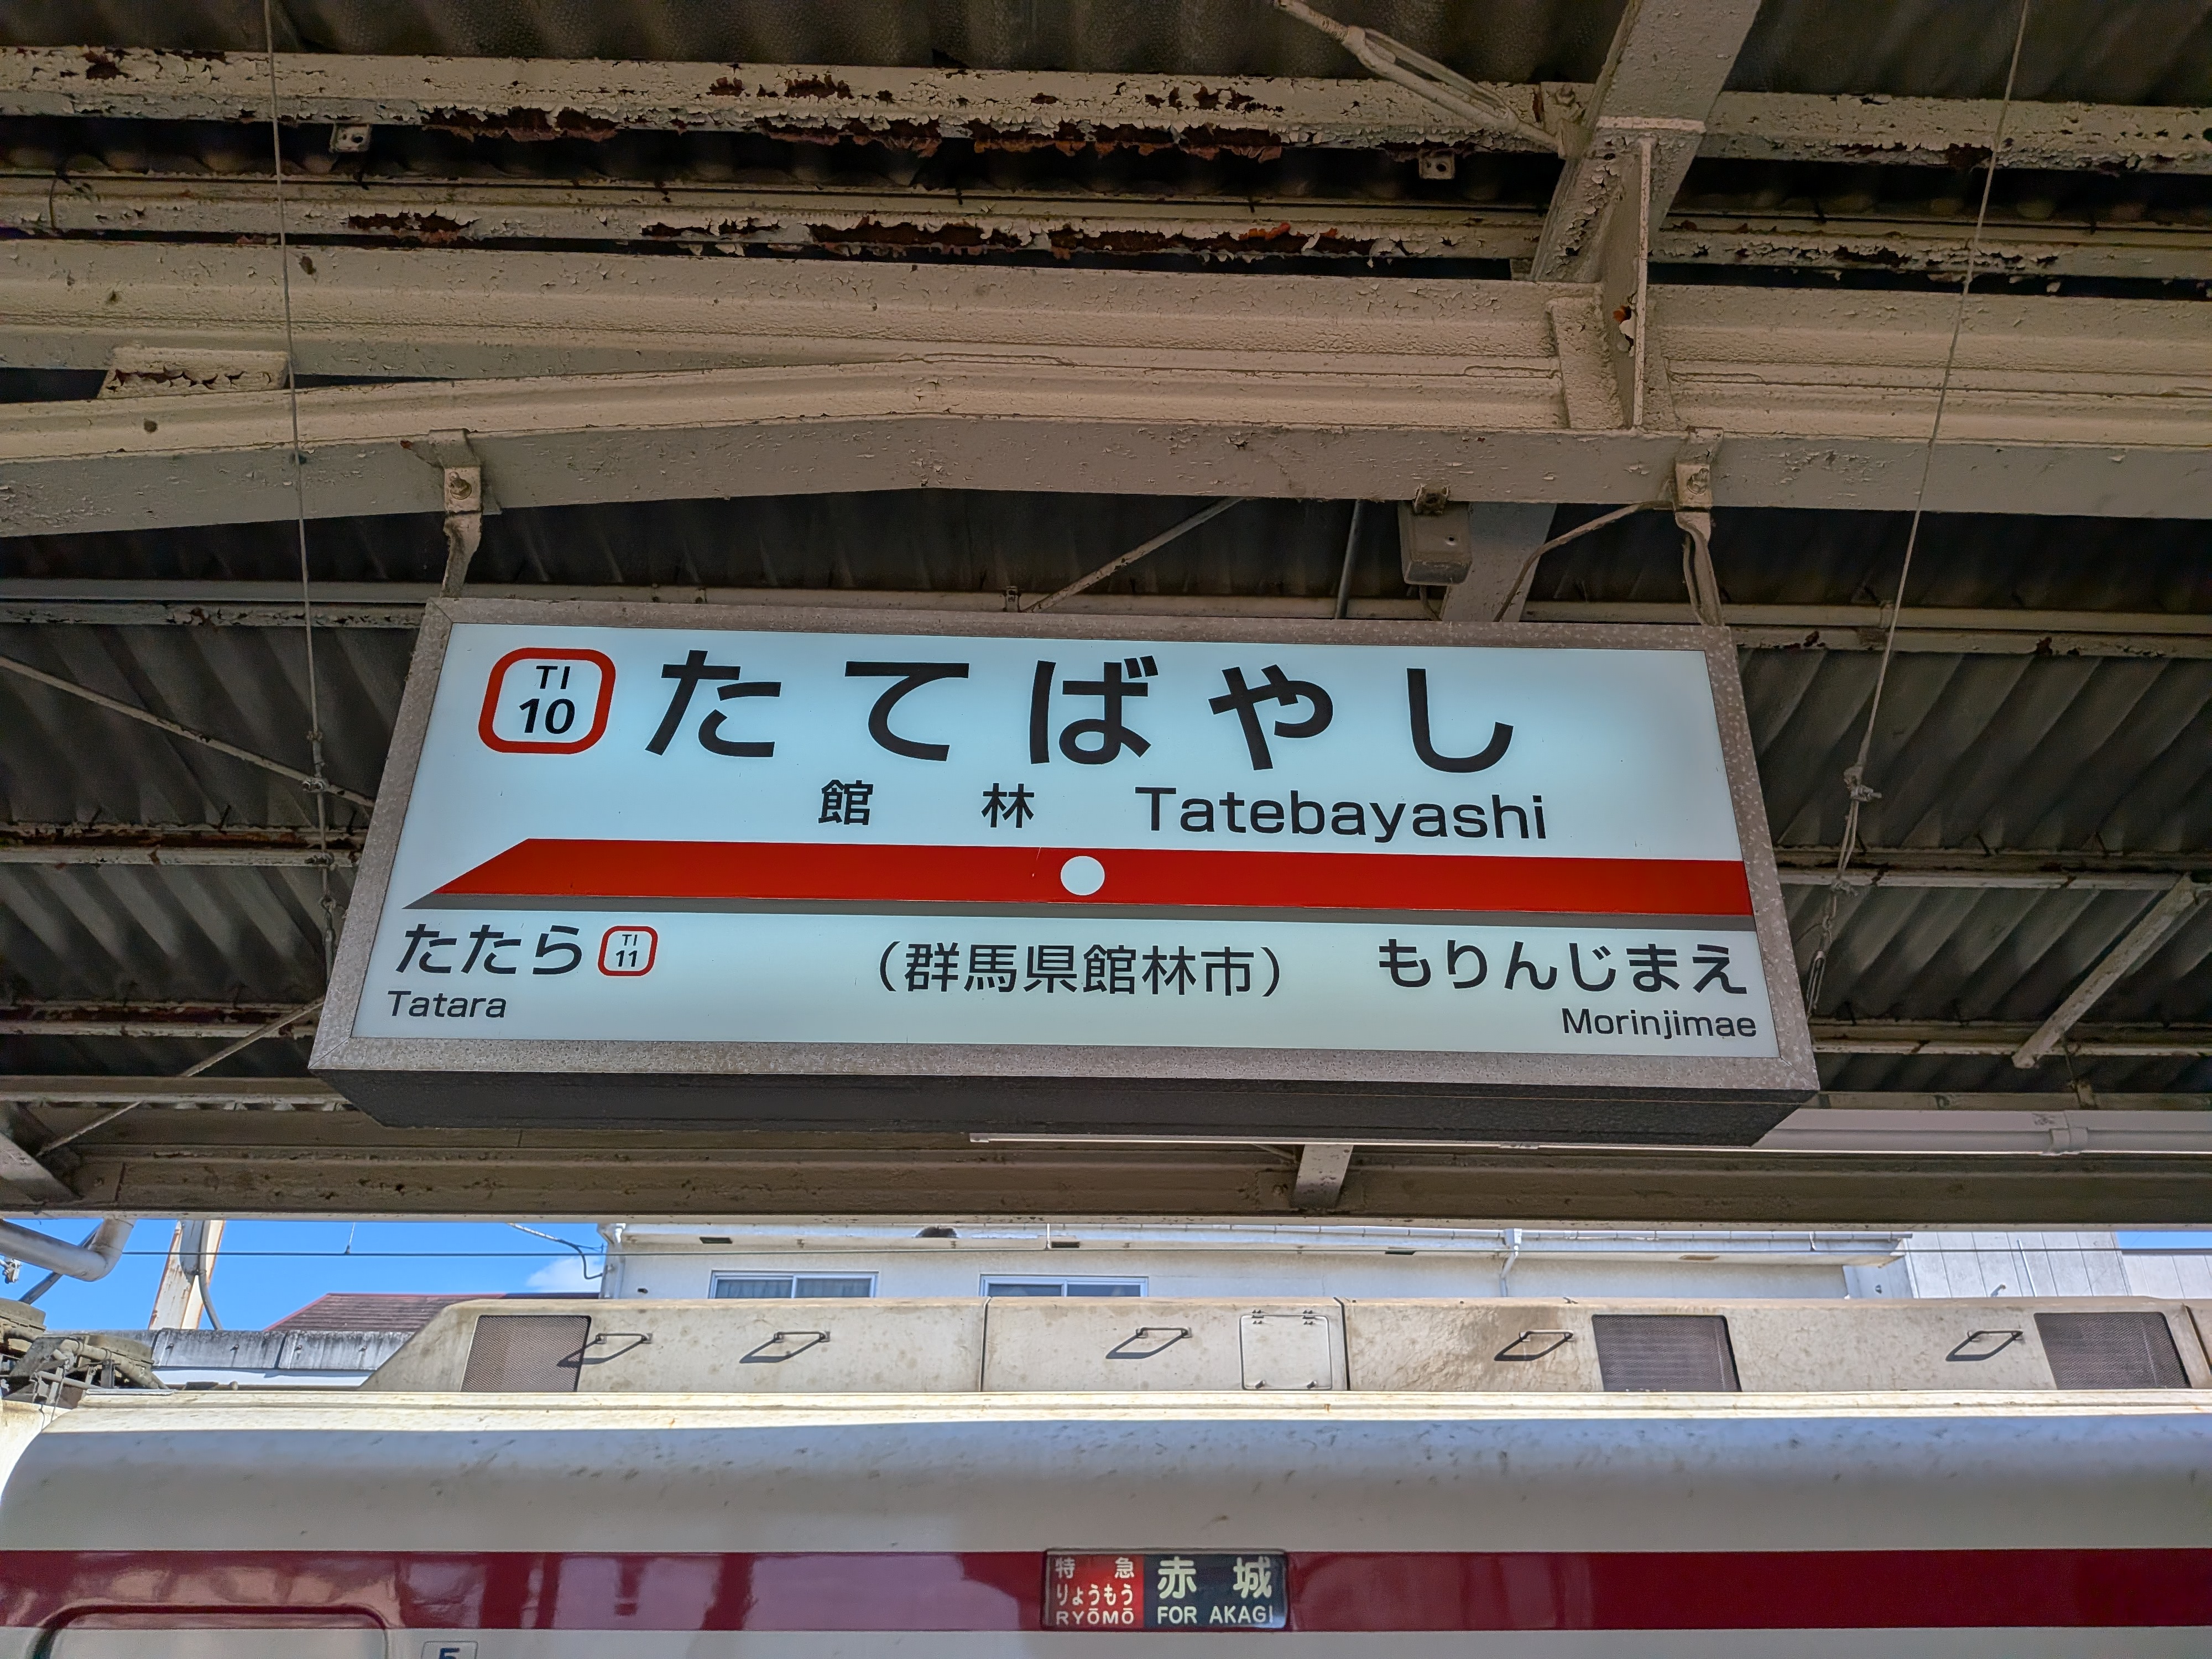 TI
10
たてばやし
館林 Tatebayashi
たたら TI 11
Tatara
(群馬県館林市)
もりんじまえ
Morinjimae
特急
りょうもう
RYŌMŌ
赤城
FOR AKAGI